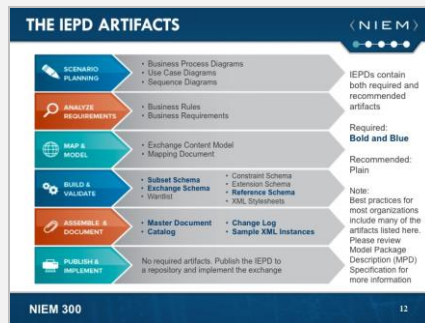 THE IEPD ARTIFACTS
〈NIEM〉
SCENARIO
PLANNING
• Business Process Diagrams
• Use Case Diagrams
• Sequence Diagrams
ANALYZE
REQUIREMENTS
• Business Rules
• Business Requirements
MAP &
MODEL
• Exchange Content Model
• Mapping Document
BUILD &
VALIDATE
• Subset Schema
• Exchange Schema
• Wantlist
• Constraint Schema
• Extension Schema
• Reference Schema
• XML Stylesheets
ASSEMBLE &
DOCUMENT
• Master Document
• Catalog
• Change Log
• Sample XML Instances
PUBLISH &
IMPLEMENT
No required artifacts. Publish the IEPD to
a repository and implement the exchange
IEPDs contain
both required and
recommended
artifacts
Required:
Bold and Blue
Recommended:
Plain
Note:
Best practices for
most organizations
include many of the
artifacts listed here.
Please review
Model Package
Description (MPD)
Specification for
more information
NIEM 300
12